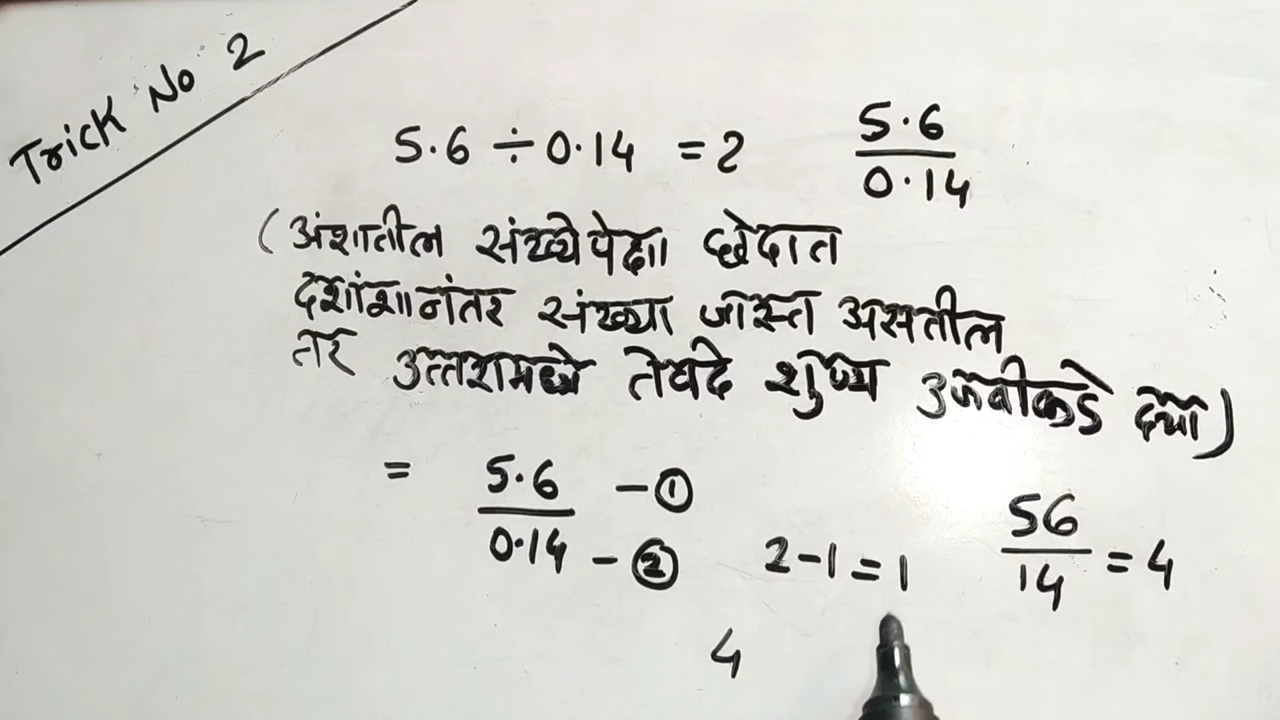 Trick No 2
5.6 ÷ 0.14 = ?
5.6
0.14
(अंशातील संख्येपेक्षा छेदात
दशांशानंतर संख्या जास्त असतील
तर उत्तरामध्ये तेवढे शुन्य उजवीकडे द्यावे)
= 5.6 - ①
0.14 - ②
2-1=1
56
14 = 4
4